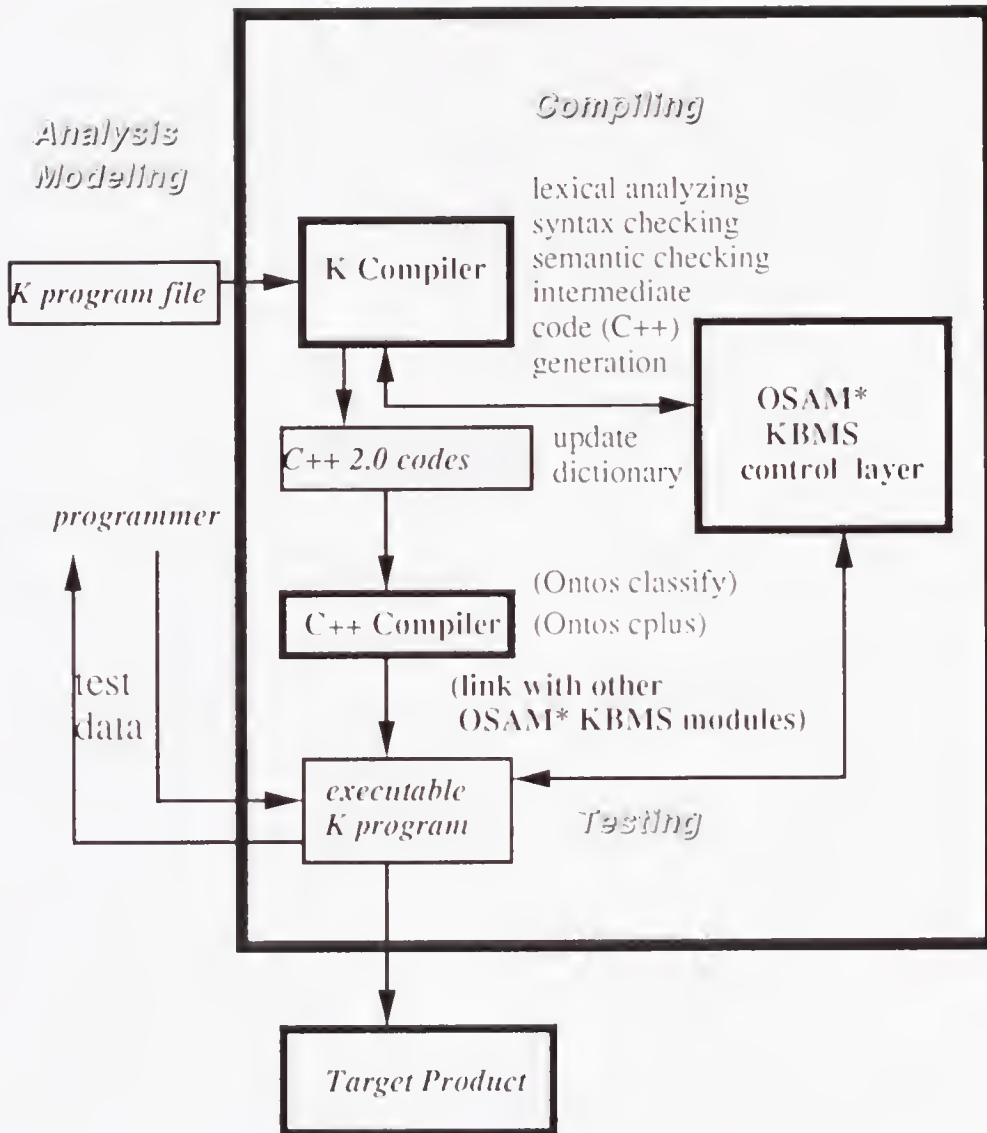 Compiling
Analysis
Modeling
lexical analyzing
syntax checking
semantic checking
intermediate
code (C++)
generation
K Compiler
K program file
OSAM*
KBMS
control layer
update
dictionary
C++ 2.0 codes
programmer
(Ontos classify)
C++ Compiler
(Ontos cplus)
test
data
(link with other
OSAM* KBMS modules)
executable
K program
Testing
Target Product